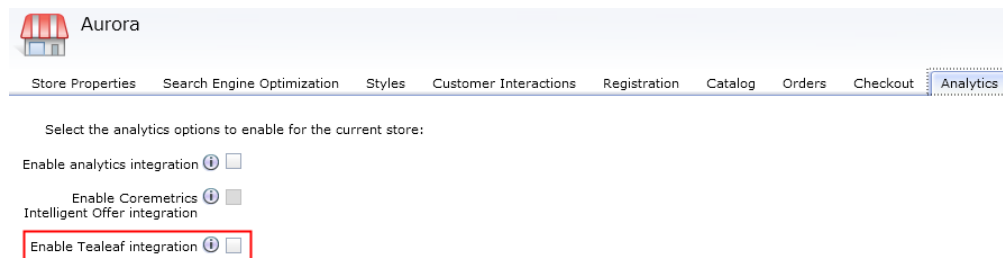 Aurora
Store Properties Search Engine Optimization Styles Customer Interactions Registration Catalog Orders Checkout Analytics
Select the analytics options to enable for the current store:
Enable analytics integration
Enable Coremetrics
Intelligent Offer integration
Enable Tealeaf integration